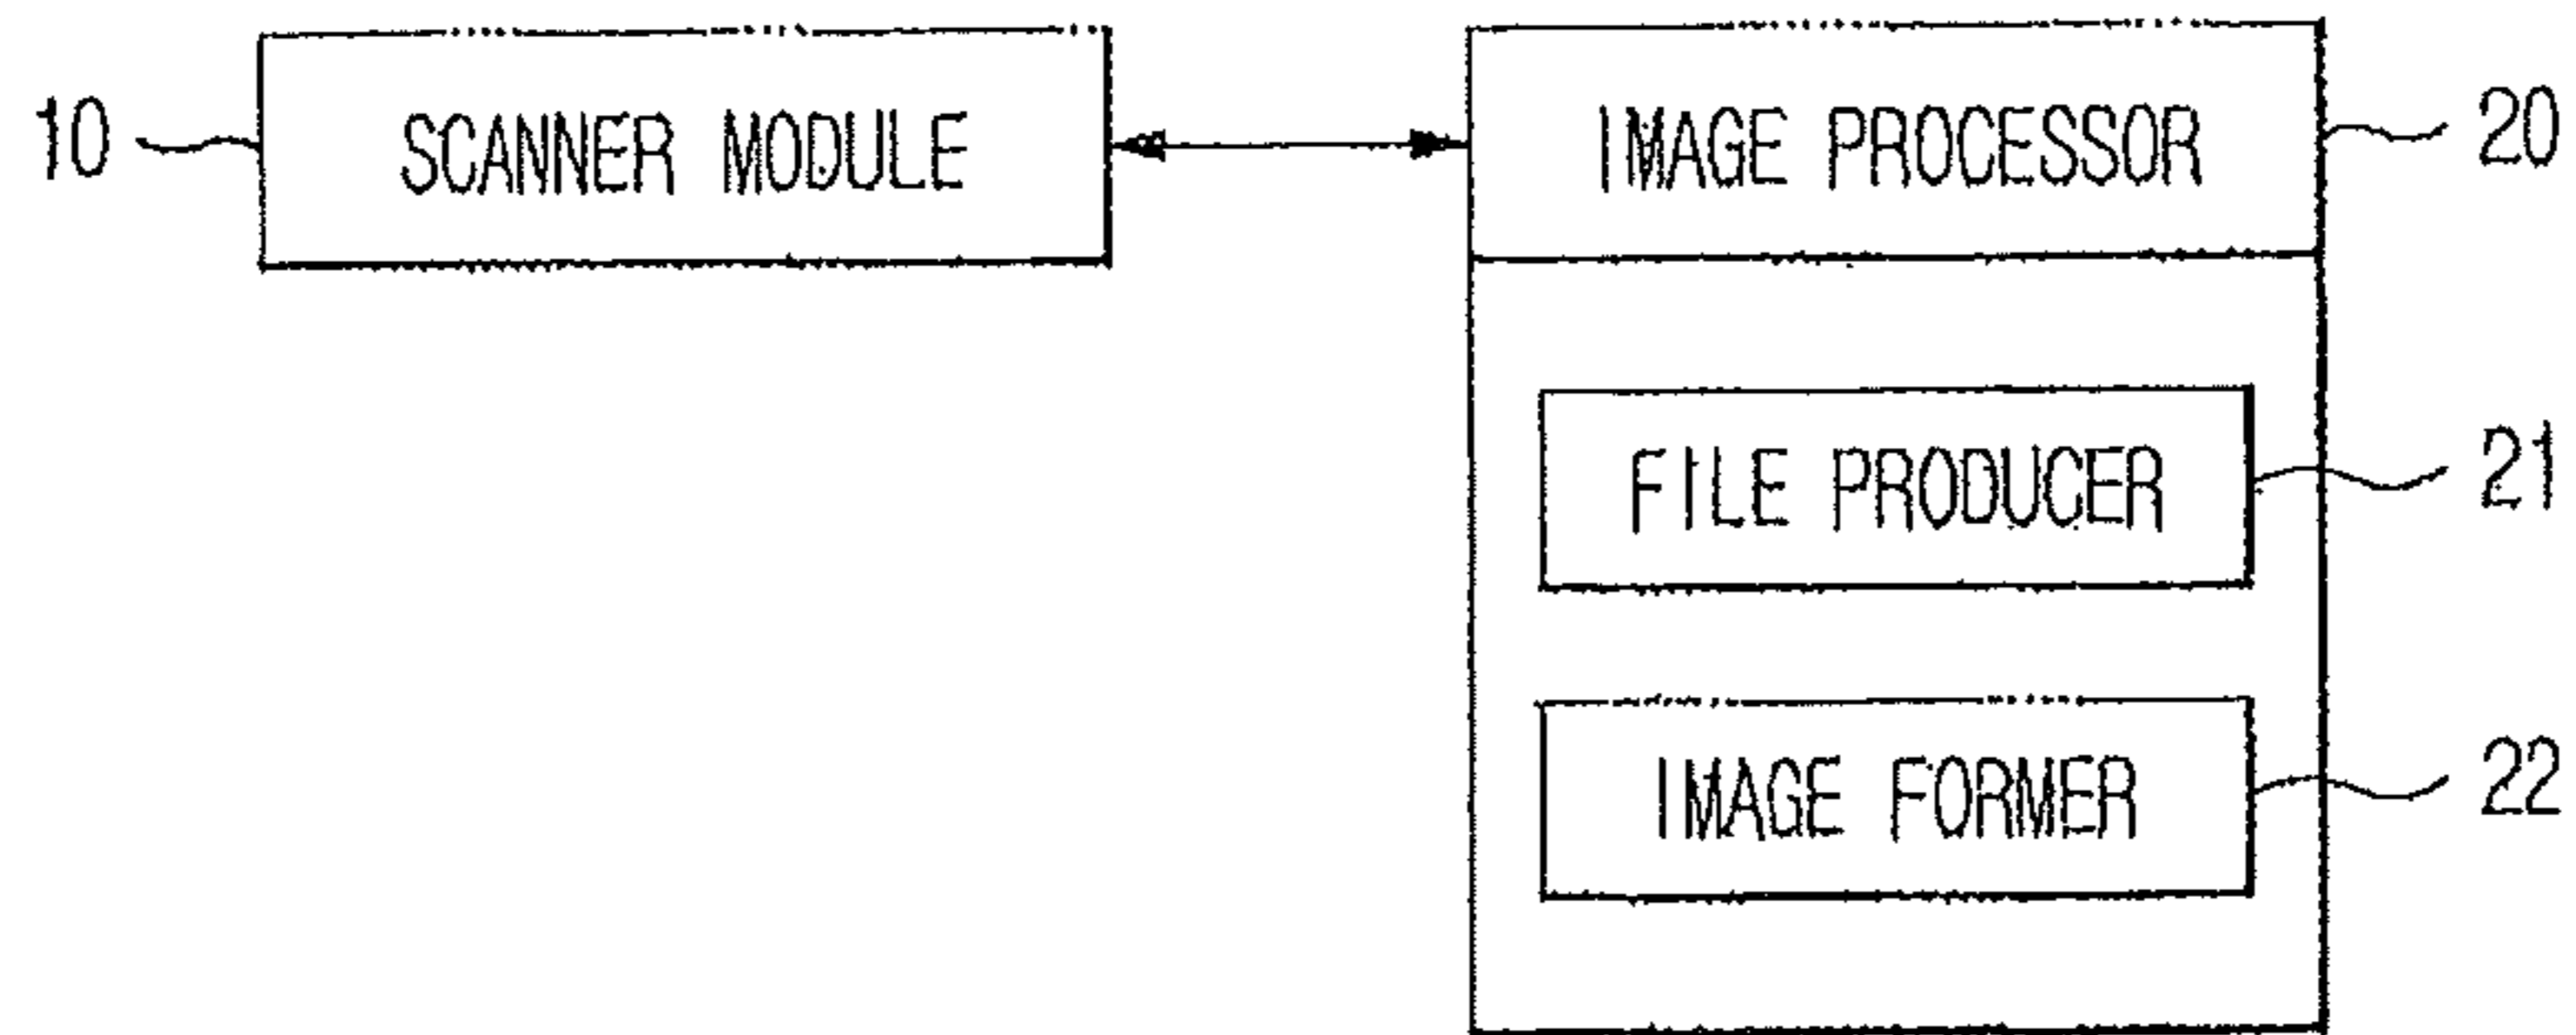 10 SCANNER MODULE IMAGE PROCESSOR 20
FILE PRODUCER 21
IMAGE FORMER 22